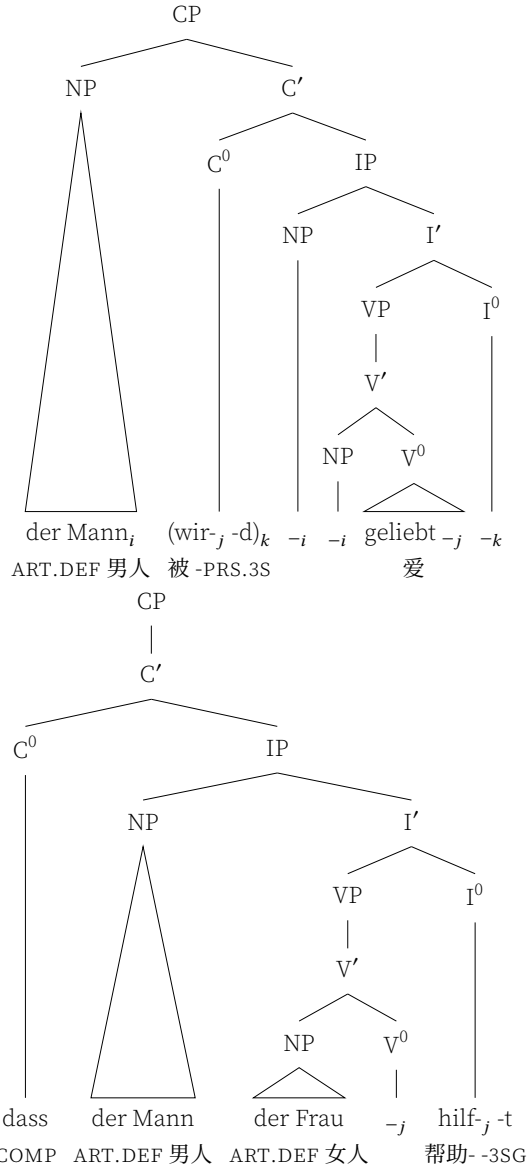 CP
NP C′
C⁰ IP
NP I′
VP I⁰
V′
NP V⁰
der Mannᵢ (wir-ⱼ -d)ₖ –ᵢ –ᵢ geliebt –ⱼ –ₖ
ART.DEF 男人 被 -PRS.3S 爱
CP
C′
C⁰ IP
NP I′
VP I⁰
V′
NP V⁰
dass der Mann der Frau –ⱼ hilf-ⱼ -t
COMP ART.DEF 男人 ART.DEF 女人 帮助- -3SG